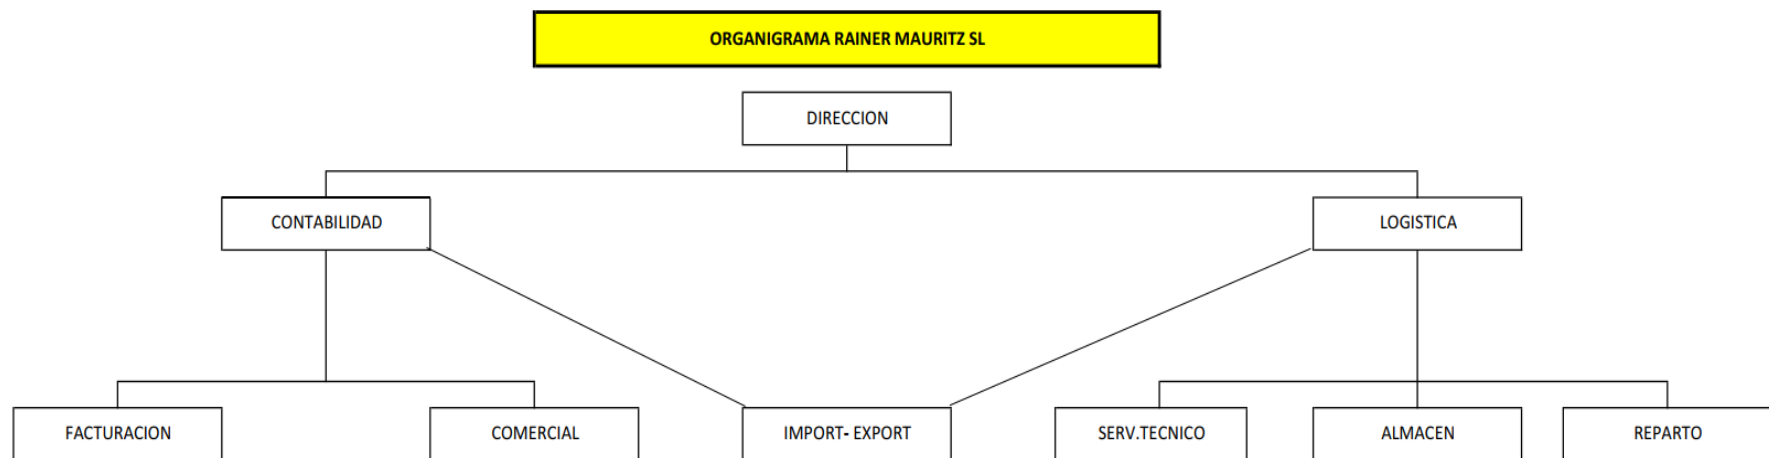 ORGANIGRAMA RAINER MAURITZ SL
DIRECCION
CONTABILIDAD
LOGISTICA
FACTURACION
COMERCIAL
IMPORT- EXPORT
SERV.TECNICO
ALMACEN
REPARTO